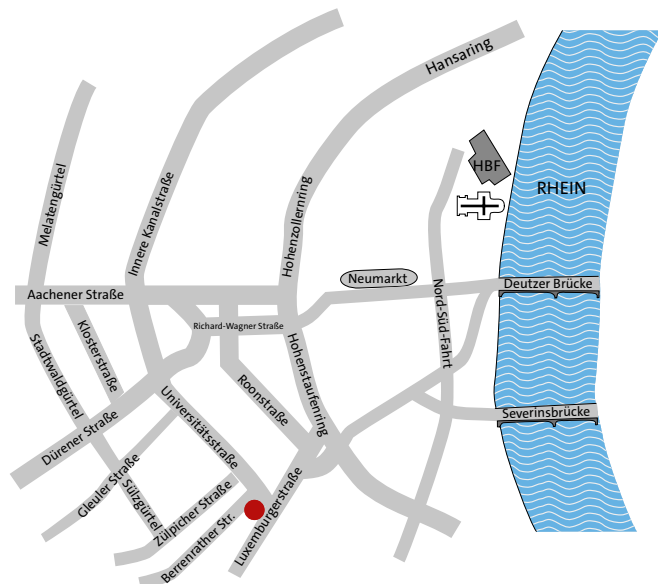 Hansaring
HBF
RHEIN
Melatengürtel
Innere Kanalstraße
Hohenzollernring
Neumarkt
Deutzer Brücke
Aachener Straße
Nord-Süd-Fahrt
Richard-Wagner Straße
Klosterstraße
Stadtwaldgürtel
Hohenstaufenring
Roonstraße
Universitätsstraße
Severinsbrücke
Dürener Straße
Gleuler Straße
Sülzgürtel
Zülpicher Straße
Luxemburgerstraße
Berrenrather Str.